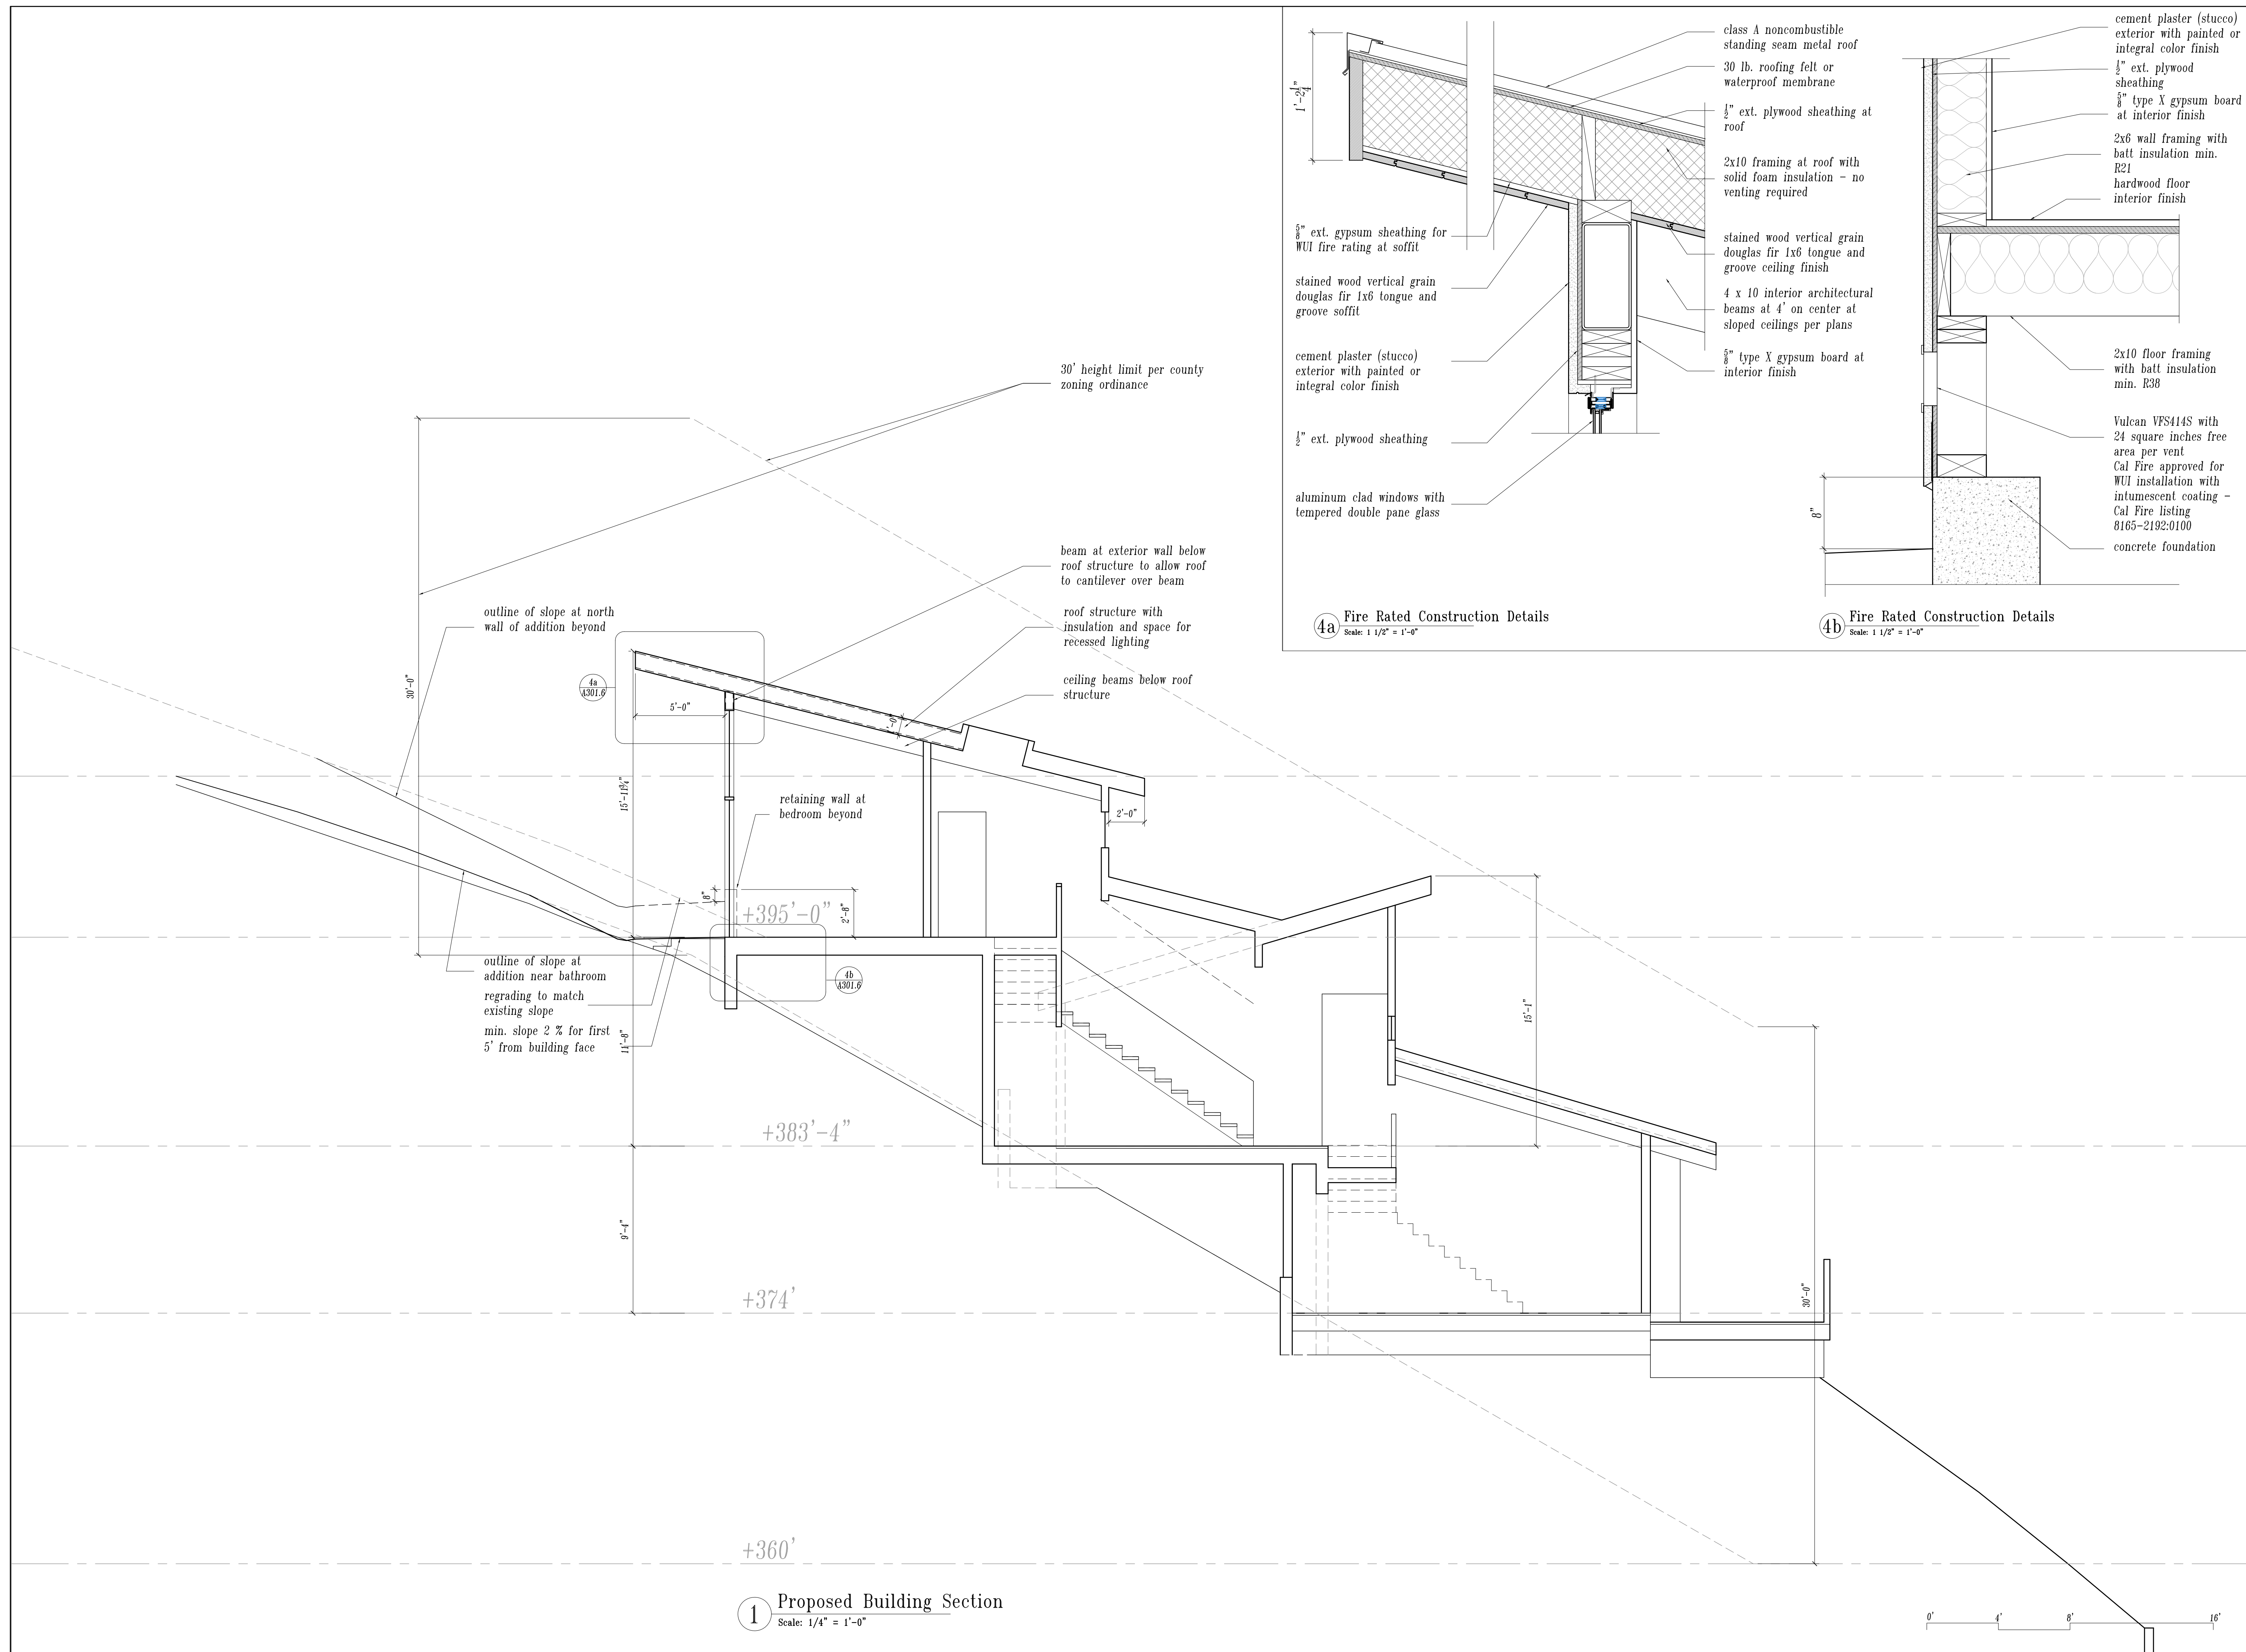 class A noncombustible
standing seam metal roof
30 lb. roofing felt or
waterproof membrane
1/2" ext. plywood sheathing at
roof
2x10 framing at roof with
solid foam insulation - no
venting required
stained wood vertical grain
douglas fir 1x6 tongue and
groove ceiling finish
4 x 10 interior architectural
beams at 4' on center at
sloped ceilings per plans
5/8" type X gypsum board at
interior finish
1'-2 1/4"
5/8" ext. gypsum sheathing for
WUI fire rating at soffit
stained wood vertical grain
douglas fir 1x6 tongue and
groove soffit
cement plaster (stucco)
exterior with painted or
integral color finish
1/2" ext. plywood sheathing
aluminum clad windows with
tempered double pane glass
4a Fire Rated Construction Details
Scale: 1 1/2" = 1'-0"
cement plaster (stucco)
exterior with painted or
integral color finish
1/2" ext. plywood
sheathing
5/8" type X gypsum board
at interior finish
2x6 wall framing with
batt insulation min.
R21
hardwood floor
interior finish
2x10 floor framing
with batt insulation
min. R38
Vulcan VFS414S with
24 square inches free
area per vent
Cal Fire approved for
WUI installation with
intumescent coating -
Cal Fire listing
8165-2192:0100
concrete foundation
8"
4b Fire Rated Construction Details
Scale: 1 1/2" = 1'-0"
30' height limit per county
zoning ordinance
beam at exterior wall below
roof structure to allow roof
to cantilever over beam
roof structure with
insulation and space for
recessed lighting
ceiling beams below roof
structure
outline of slope at north
wall of addition beyond
4a
A301.6
30'-0"
5'-0"
1'-0"
15'-11 3/4"
retaining wall at
bedroom beyond
2'-0"
8"
2'-8"
+395'-0"
outline of slope at
addition near bathroom
regrading to match
existing slope
min. slope 2 % for first
5' from building face
4b
A301.6
11'-8"
15'-1"
+383'-4"
9'-4"
+374'
30'-0"
+360'
1 Proposed Building Section
Scale: 1/4" = 1'-0"
0' 4' 8' 16'